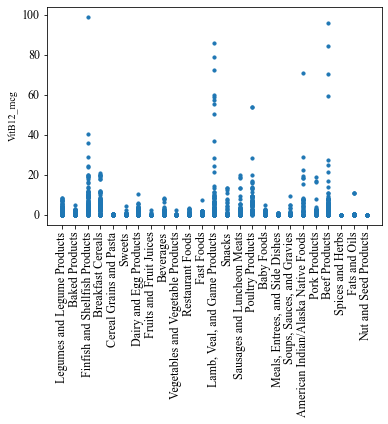 VitB12_mcg
100
80
60
40
20
0
Legumes and Legume Products
Baked Products
Finfish and Shellfish Products
Breakfast Cereals
Cereal Grains and Pasta
Sweets
Dairy and Egg Products
Fruits and Fruit Juices
Beverages
Vegetables and Vegetable Products
Restaurant Foods
Fast Foods
Lamb, Veal, and Game Products
Snacks
Sausages and Luncheon Meats
Poultry Products
Baby Foods
Meals, Entrees, and Side Dishes
Soups, Sauces, and Gravies
American Indian/Alaska Native Foods
Pork Products
Beef Products
Spices and Herbs
Fats and Oils
Nut and Seed Products